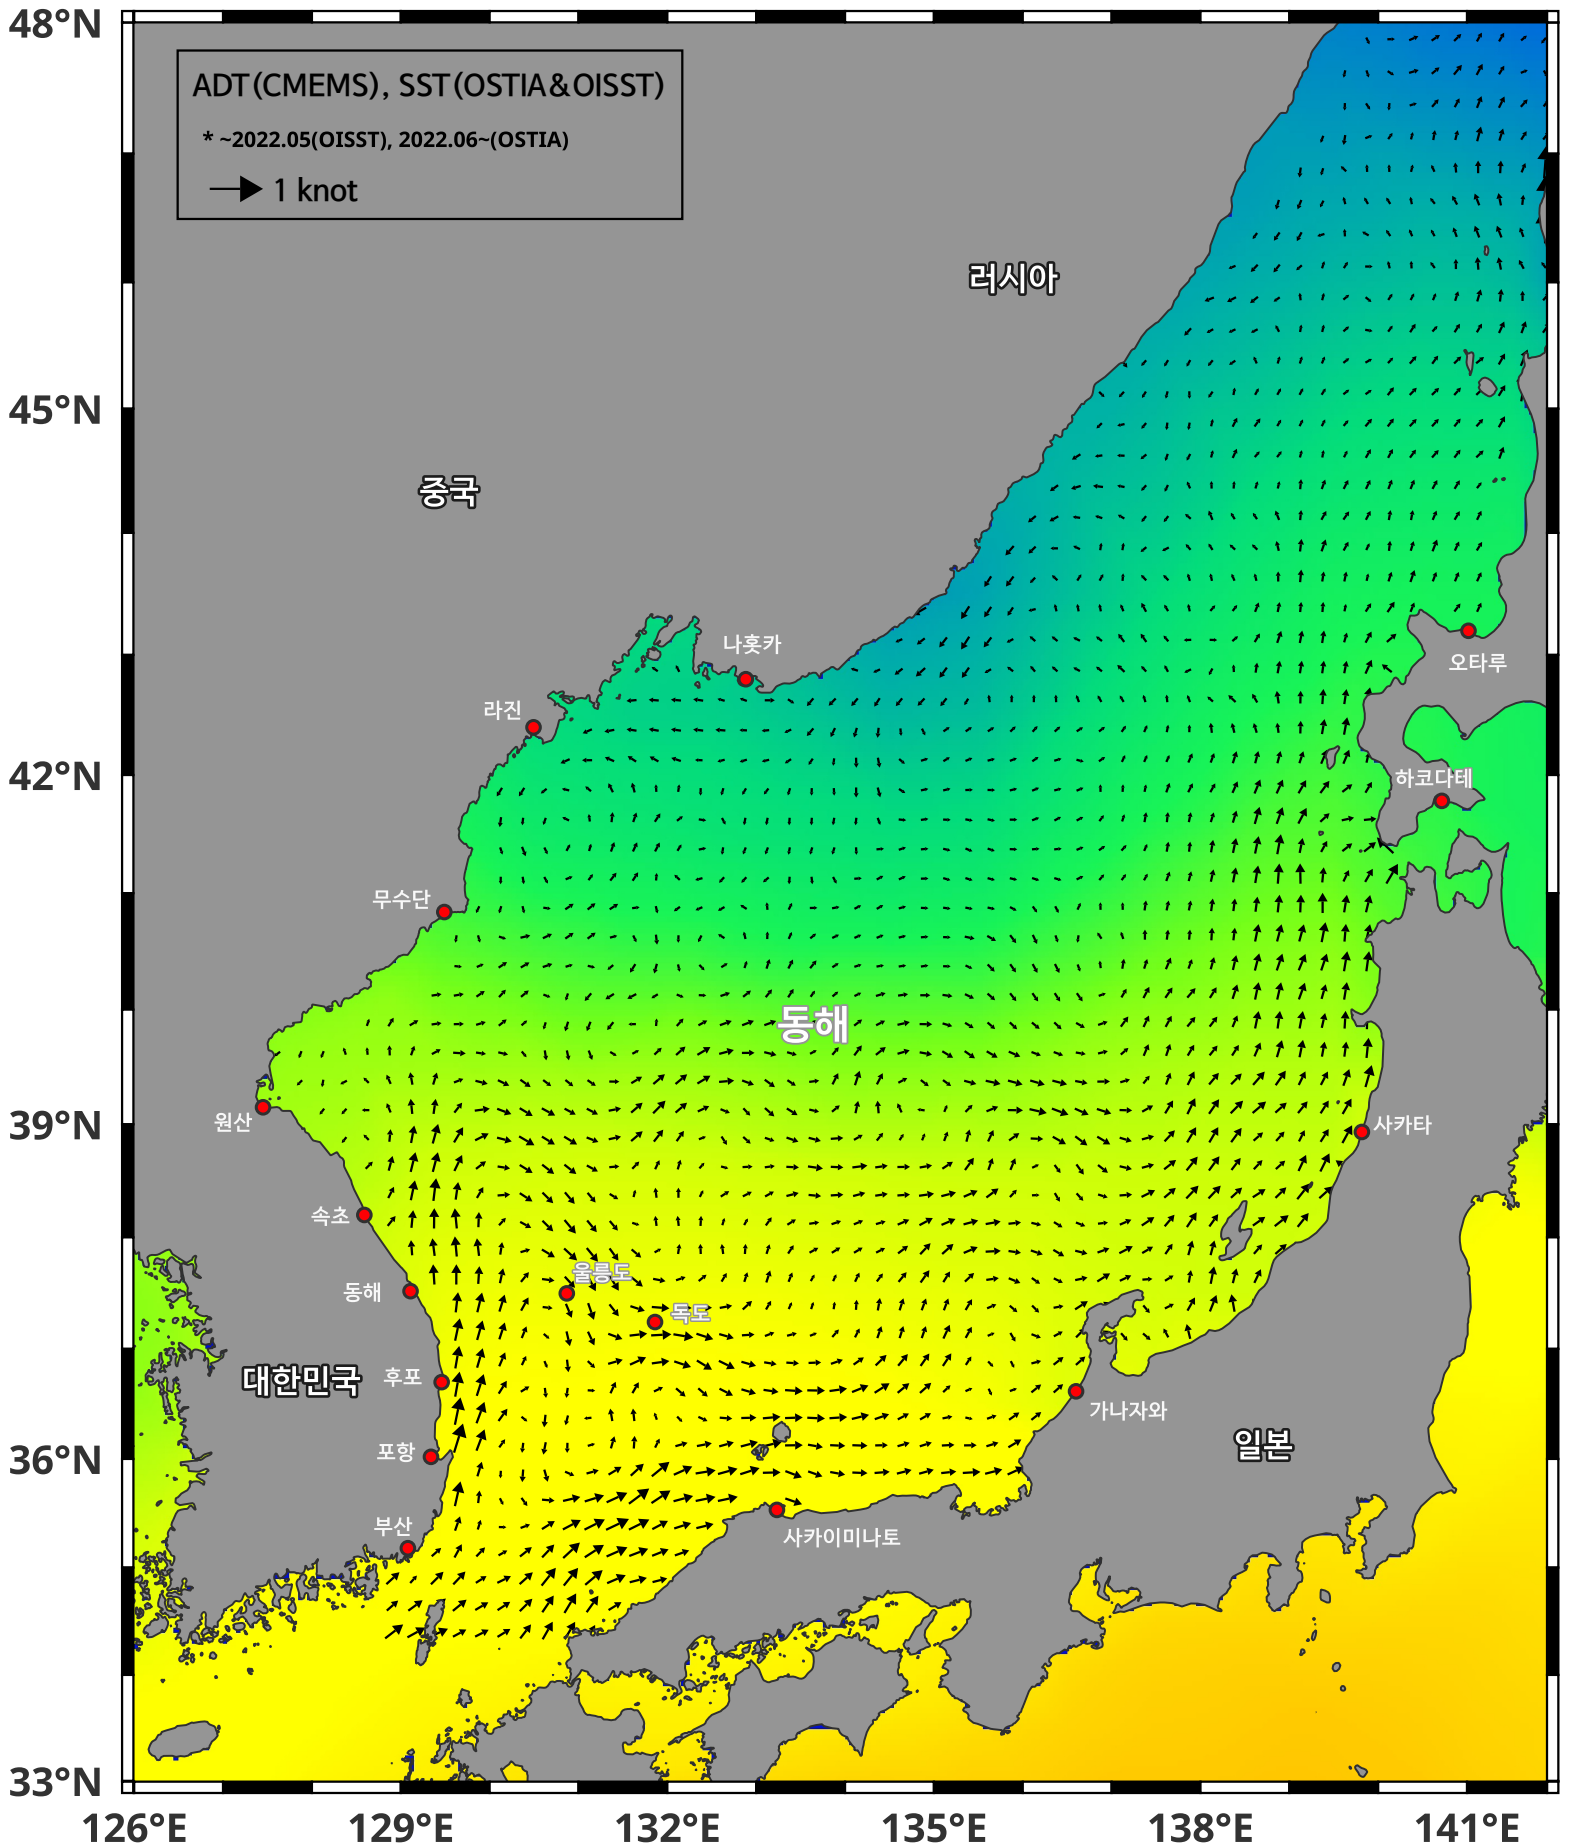 48°N
ADT(CMEMS), SST(OSTIA&OISST)
* ~2022.05(OISST), 2022.06~(OSTIA)
1 knot
러시아
45°N
중국
나홋카
오타루
라진
42°N
하코다테
무수단
동해
39°N
원산
사카타
속초
울릉도
동해
독도
대한민국
후포
가나자와
일본
포항
36°N
부산
사카이미나토
33°N
126°E
129°E
132°E
135°E
138°E
141°E